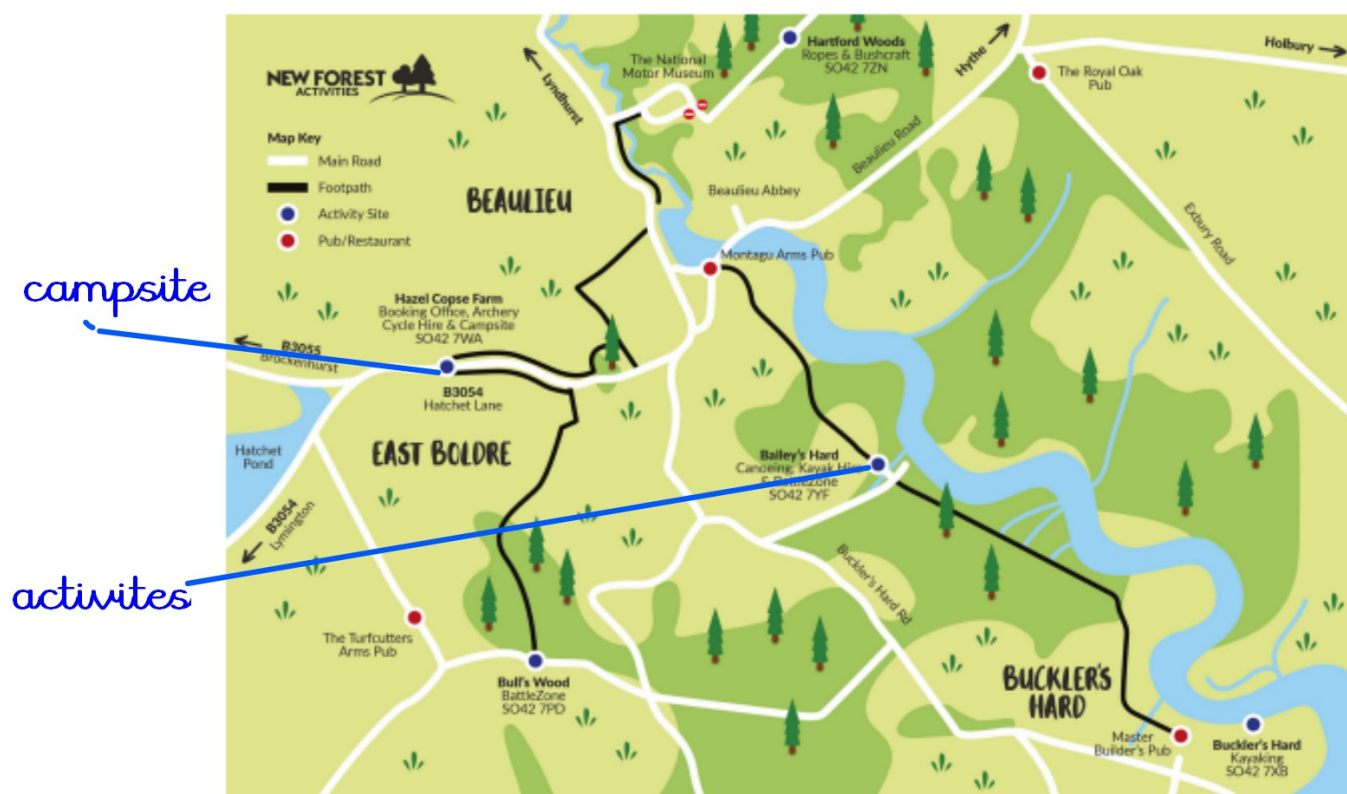 Hartford Woods
Ropes & Bushcraft
SO42 7ZN
The National
Motor Museum
Hythe
Holbury
NEW FOREST
ACTIVITIES
Lyndhurst
The Royal Oak
Pub
Map Key
Main Road
Footpath
Activity Site
Pub/Restaurant
BEAULIEU
Beaulieu Road
Beaulieu Abbey
Exbury Road
Montagu Arms Pub
campsite
Hazel Copse Farm
Booking Office, Archery
Cycle Hire & Campsite
SO42 7WA
B3055
Brockenhurst
B3054
Hatchet Lane
Hatchet
Pond
EAST BOLDRE
Bailey's Hard
Canoeing, Kayak Hire
& BattleZone
SO42 7YF
B3054
Lymington
activites
Buckler's Hard Rd
The Turfcutters
Arms Pub
Bull's Wood
BattleZone
SO42 7PD
BUCKLER'S
HARD
Master
Builder's Pub
Buckler's Hard
Kayaking
SO42 7XB